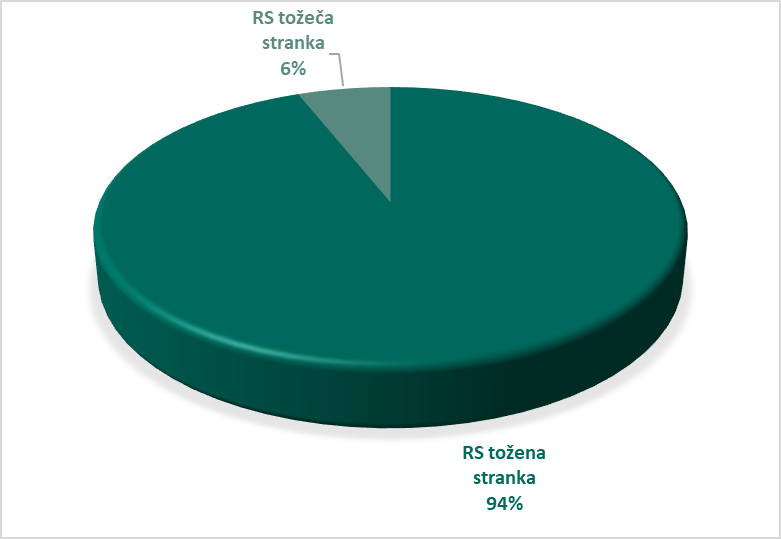 RS tožeča
stranka
6%
RS tožena
stranka
94%